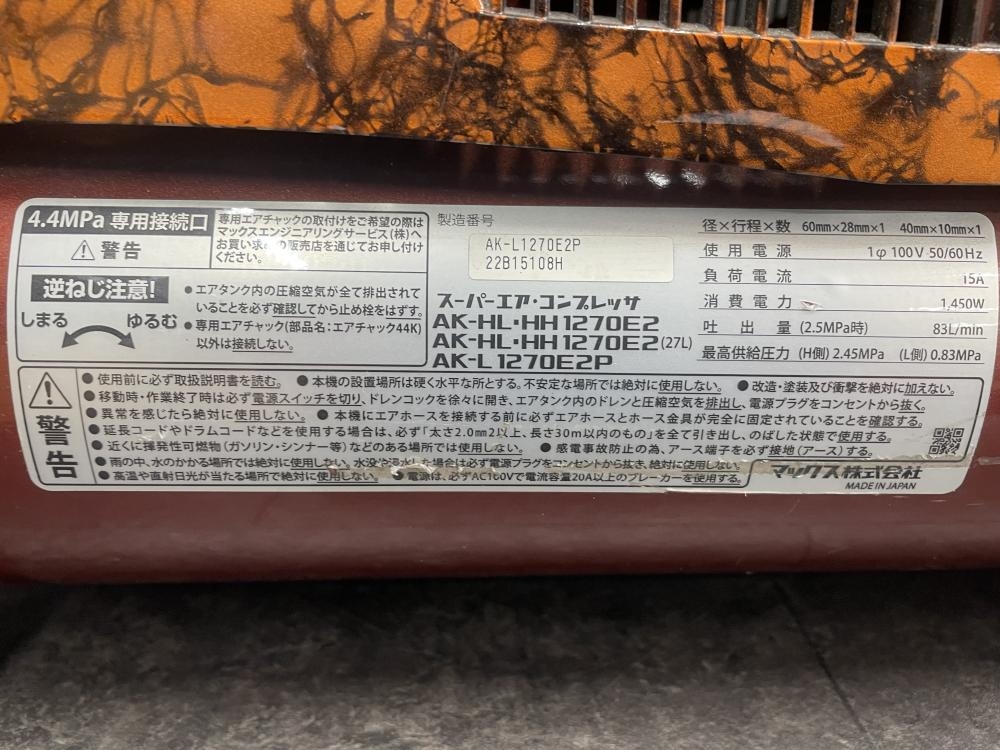 4.4MPa 専用接続口
警告
専用エアチャックの取付けをご希望の際は
マックスエンジニアリングサービス(株)へ
お買い求めの販売店を通じてお申し付け
ください。
逆ねじ注意!
しまる ゆるむ
●エアタンク内の圧縮空気が全て排出されて
いることを必ず確認してから止め栓をはずす。
●専用エアチャック(部品名:エアチャック44K)
以外は接続しない。
製造番号
AK-L1270E2P
22B15108H
スーパーエア・コンプレッサ
AK-HL・HH1270E2
AK-HL・HH1270E2(27L)
AK-L1270E2P
径×行程×数 60mm×28mm×1 40mm×10mm×1
使用電源 1φ 100V 50/60Hz
負荷電流 15A
消費電力 1,450W
吐出量 (2.5MPa時) 83L/min
最高供給圧力 (H側) 2.45MPa (L側) 0.83MPa
警告
●使用前に必ず取扱説明書を読む。 ●本機の設置場所は硬く水平な所とする。不安定な場所では絶対に使用しない。 ●改造・塗装及び衝撃を絶対に加えない。
●移動時・作業終了時は必ず電源スイッチを切り、ドレンコックを徐々に開き、エアタンク内のドレンと圧縮空気を排出し、電源プラグをコンセントから抜く。
●異常を感じたら絶対に使用しない。 ●本機にエアホースを接続する前に必ずエアホースとホース金具が完全に固定されていることを確認する。
●延長コードやドラムコードなどを使用する場合は、必ず「太さ2.0mm2以上、長さ30m以内のもの」を全て引き出し、のばした状態で使用する。
●近くに揮発性可燃物(ガソリン・シンナー等)などのある場所では絶対に使用しない。 ●感電事故防止の為、アース端子を必ず接地(アース)する。
●雨の中、水のかかる場所では絶対に使用しない。水没や浸水した場合は必ず電源プラグをコンセントから抜き、絶対に使用しない。
●高温や直射日光が当たる場所で絶対に使用しない。 ●電源は、必ずAC100Vで電流容量20A以上のブレーカーを使用する。
マックス株式会社
MADE IN JAPAN